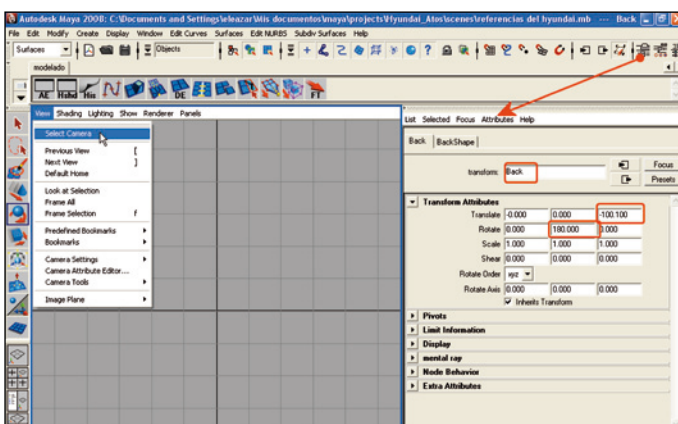 Autodesk Maya 2008: C:\Documents and Settings\eleazar\Mis documentos\maya\projects\Hyundai_Atos\scenes\referencias del hyundai.mb --- Back
File Edit Modify Create Display Window Edit Curves Surfaces Edit NURBS Subdiv Surfaces Help
Surfaces Objects
modelado
AE Hshd His DE FT
View Shading Lighting Show Renderer Panels
Select Camera
Previous View [
Next View ]
Default Home
Look at Selection
Frame All
Frame Selection f
Predefined Bookmarks
Bookmarks
Camera Settings
Camera Attribute Editor...
Camera Tools
Image Plane
List Selected Focus Attributes Help
Back BackShape
transform: Back
Focus
Presets
Transform Attributes
Translate -0.000 0.000 -100.100
Rotate 0.000 180.000 0.000
Scale 1.000 1.000 1.000
Shear 0.000 0.000 0.000
Rotate Order xyz
Rotate Axis 0.000 0.000 0.000
Inherits Transform
Pivots
Limit Information
Display
mental ray
Node Behavior
Extra Attributes